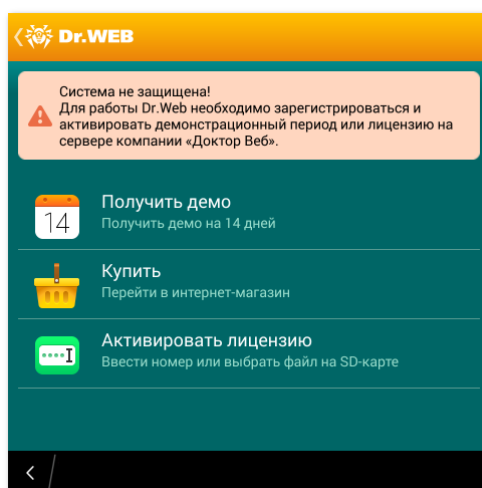 Dr.WEB
Система не защищена!
Для работы Dr.Web необходимо зарегистрироваться и
активировать демонстрационный период или лицензию на
сервере компании «Доктор Веб».
14
Получить демо
Получить демо на 14 дней
Купить
Перейти в интернет-магазин
Активировать лицензию
Ввести номер или выбрать файл на SD-карте